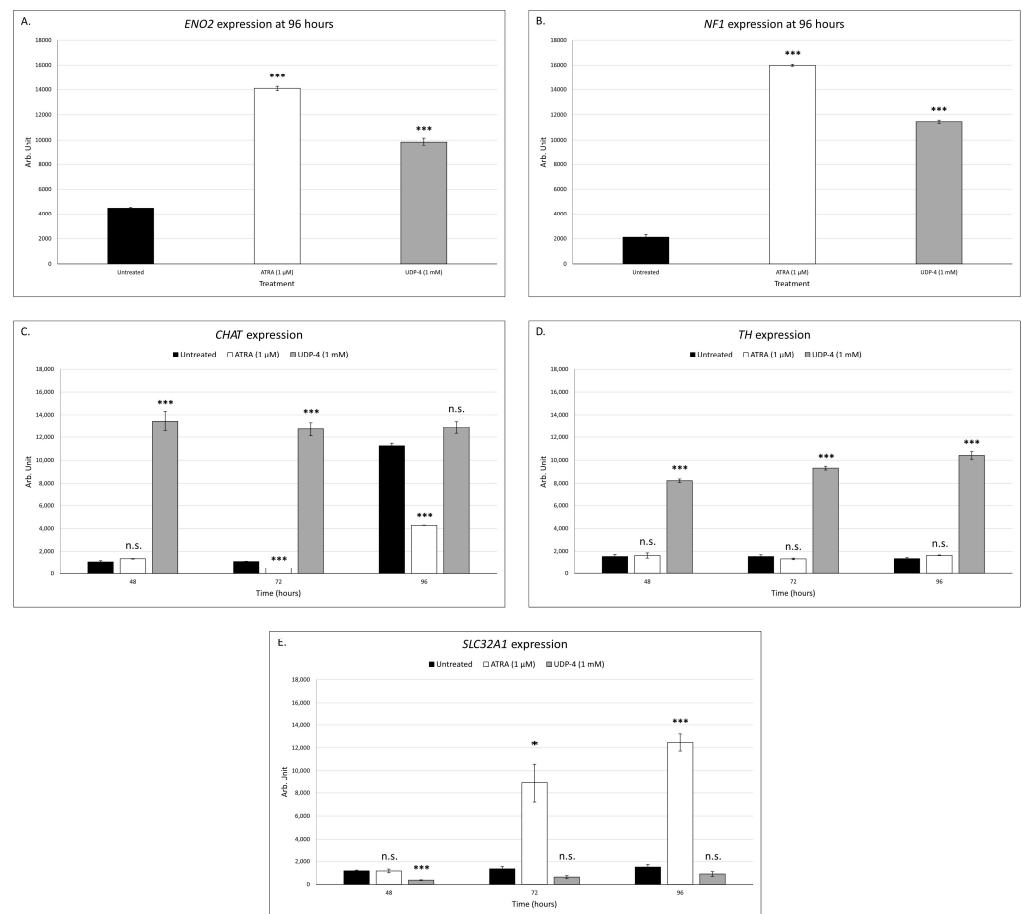 A.
ENO2 expression at 96 hours
18000
16000
14000
12000
10000
8000
6000
4000
2000
0
Arb. Unit
***
***
Untreated
ATRA (1 µM)
UDP-4 (1 mM)
Treatment
B.
NF1 expression at 96 hours
18000
16000
14000
12000
10000
8000
6000
4000
2000
0
Arb. Unit
***
***
Untreated
ATRA (1 µM)
UDP-4 (1 mM)
Treatment
C.
CHAT expression
Untreated ATRA (1 µM) UDP-4 (1 mM)
18,000
16,000
14,000
12,000
10,000
8,000
6,000
4,000
2,000
0
Arb. Unit
n.s. *** *** *** *** n.s.
48 72 96
Time (hours)
D.
TH expression
Untreated ATRA (1 µM) UDP-4 (1 mM)
18,000
16,000
14,000
12,000
10,000
8,000
6,000
4,000
2,000
0
Arb. Unit
n.s. *** n.s. *** n.s. ***
48 72 96
Time (hours)
E.
SLC32A1 expression
Untreated ATRA (1 µM) UDP-4 (1 mM)
18,000
16,000
14,000
12,000
10,000
8,000
6,000
4,000
2,000
0
Arb. Unit
n.s. *** * n.s. *** n.s.
48 72 96
Time (hours)